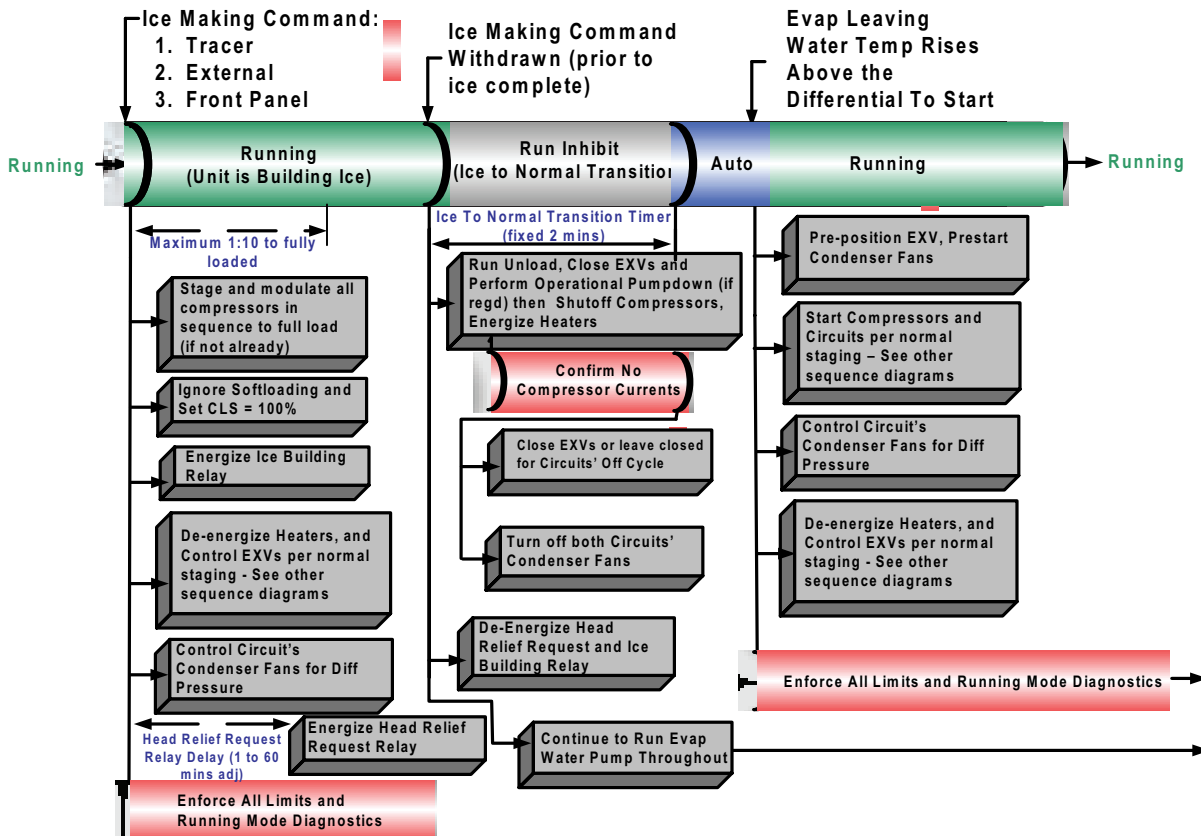 Ice Making Command:
1. Tracer
2. External
3. Front Panel
Ice Making Command
Withdrawn (prior to
ice complete)
Evap Leaving
Water Temp Rises
Above the
Differential To Start
Running
Running
(Unit is Building Ice)
Run Inhibit
(Ice to Normal Transition
Auto
Running
Running
Maximum 1:10 to fully
loaded
Stage and modulate all
compressors in
sequence to full load
(if not already)
Ignore Softloading and
Set CLS = 100%
Energize Ice Building
Relay
De-energize Heaters, and
Control EXVs per normal
staging - See other
sequence diagrams
Control Circuit's
Condenser Fans for Diff
Pressure
Head Relief Request
Relay Delay (1 to 60
mins adj)
Energize Head Relief
Request Relay
Enforce All Limits and
Running Mode Diagnostics
Ice To Normal Transition Timer
(fixed 2 mins)
Run Unload, Close EXVs and
Perform Operational Pumpdown (if
regd) then Shutoff Compressors,
Energize Heaters
Confirm No
Compressor Currents
Close EXVs or leave closed
for Circuits' Off Cycle
Turn off both Circuits'
Condenser Fans
De-Energize Head
Relief Request and Ice
Building Relay
Continue to Run Evap
Water Pump Throughout
Pre-position EXV, Prestart
Condenser Fans
Start Compressors and
Circuits per normal
staging – See other
sequence diagrams
Control Circuit's
Condenser Fans for Diff
Pressure
De-energize Heaters, and
Control EXVs per normal
staging - See other
sequence diagrams
Enforce All Limits and Running Mode Diagnostics